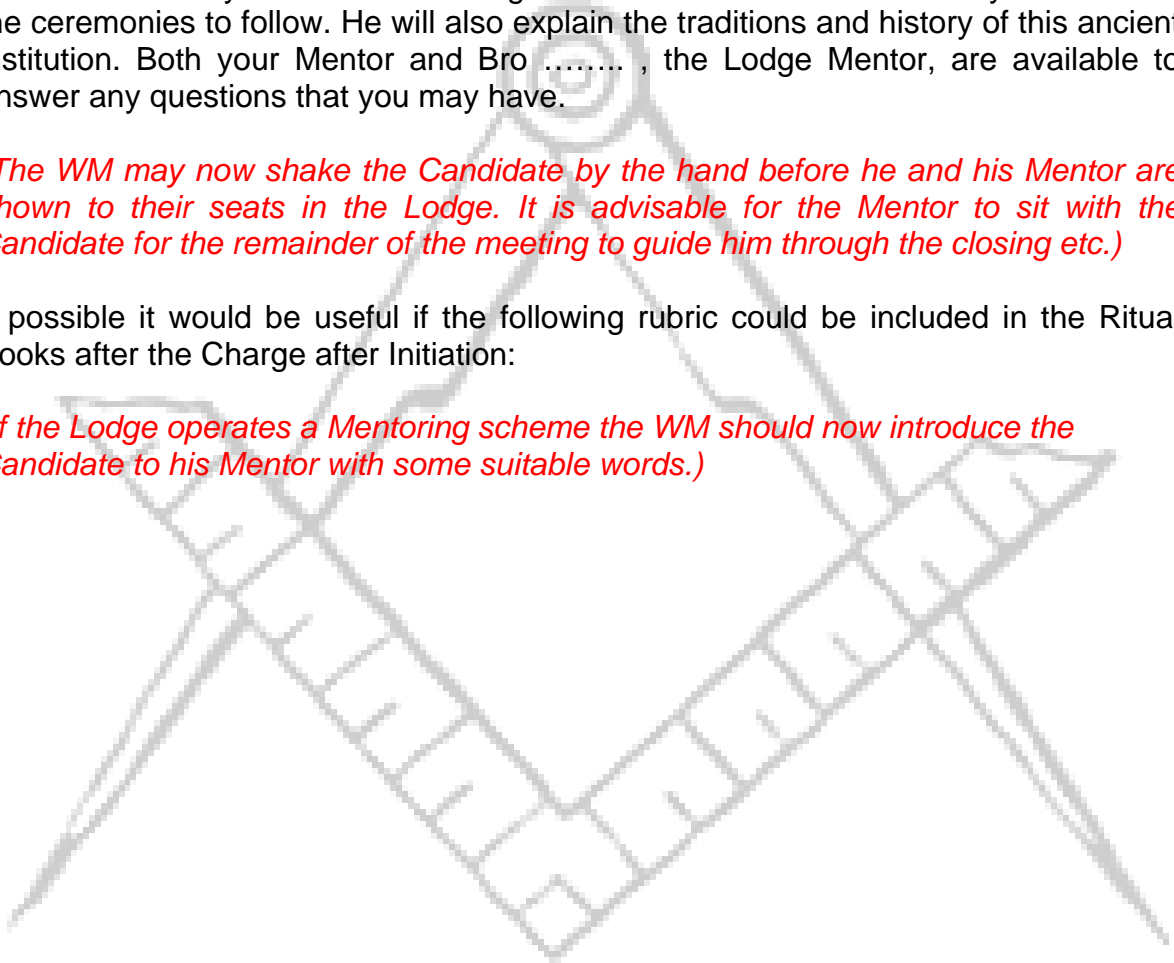 he ceremonies to follow. He will also explain the traditions and history of this ancient
stitution. Both your Mentor and Bro …..... , the Lodge Mentor, are available to
nswer any questions that you may have.
The WM may now shake the Candidate by the hand before he and his Mentor are
hown to their seats in the Lodge. It is advisable for the Mentor to sit with the
Candidate for the remainder of the meeting to guide him through the closing etc.)
possible it would be useful if the following rubric could be included in the Ritual
ooks after the Charge after Initiation:
f the Lodge operates a Mentoring scheme the WM should now introduce the
Candidate to his Mentor with some suitable words.)